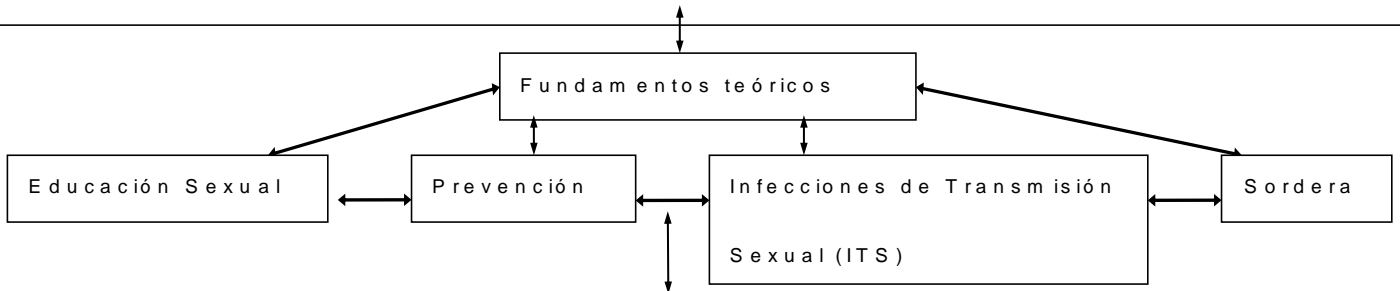 Fundamentos teóricos
Educación Sexual
Prevención
Infecciones de Transmisión
Sexual (ITS)
Sordera